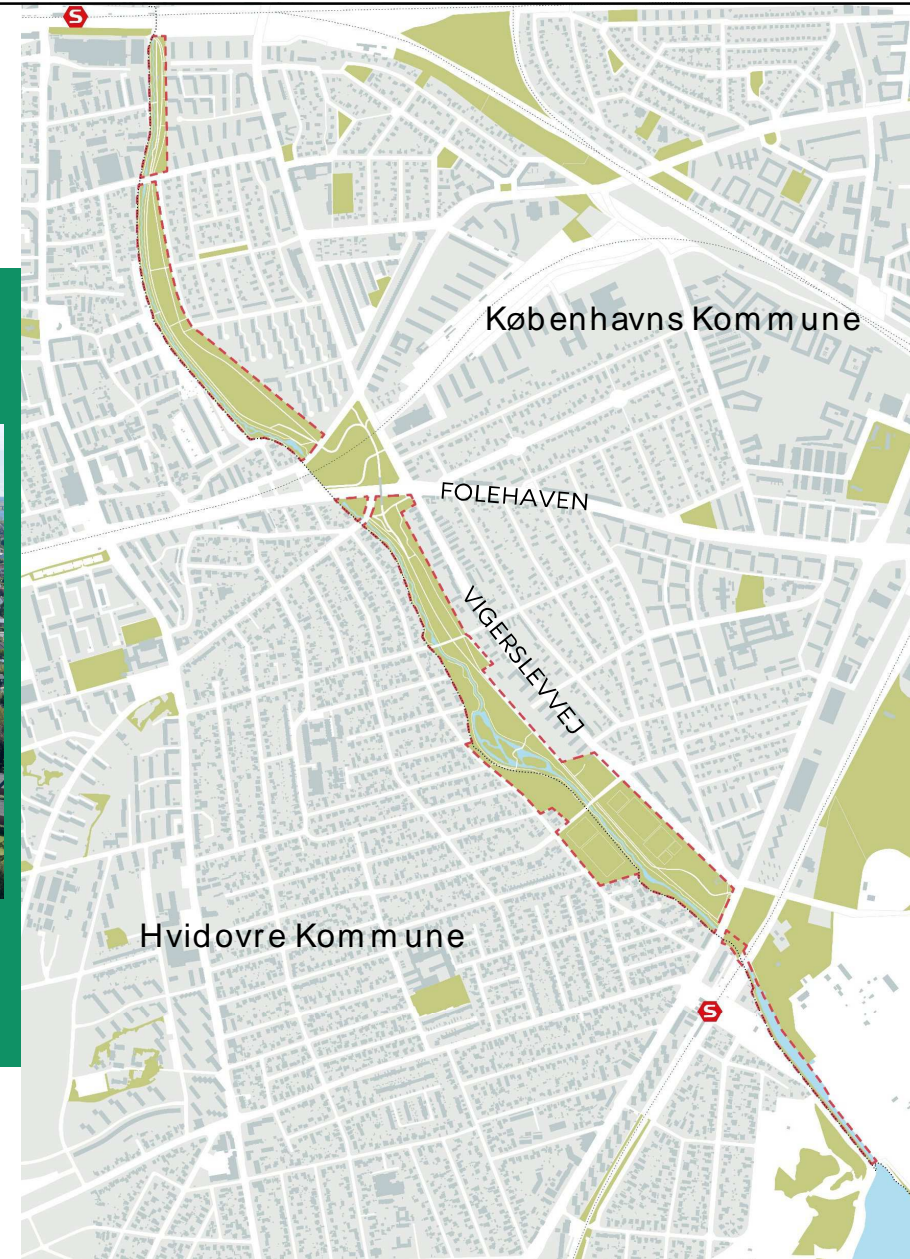 S
Københavns Kommune
FOLEHAVEN
VIGERSLEVVEJ
Hvidovre Kommune
S